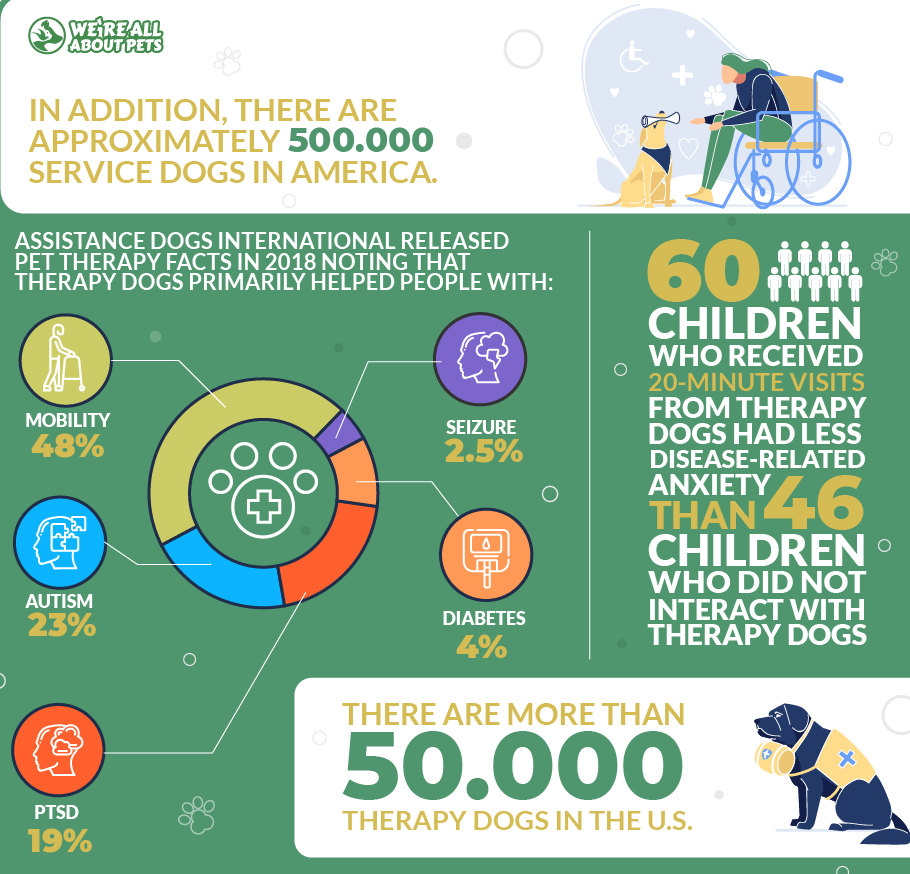 WE'RE ALL
ABOUT PETS
IN ADDITION, THERE ARE
APPROXIMATELY 500.000
SERVICE DOGS IN AMERICA.
ASSISTANCE DOGS INTERNATIONAL RELEASED
PET THERAPY FACTS IN 2018 NOTING THAT
THERAPY DOGS PRIMARILY HELPED PEOPLE WITH:
MOBILITY
48%
SEIZURE
2.5%
AUTISM
23%
DIABETES
4%
PTSD
19%
60
CHILDREN
WHO RECEIVED
20-MINUTE VISITS
FROM THERAPY
DOGS HAD LESS
DISEASE-RELATED
ANXIETY
THAN 46
CHILDREN
WHO DID NOT
INTERACT WITH
THERAPY DOGS
THERE ARE MORE THAN
50.000
THERAPY DOGS IN THE U.S.